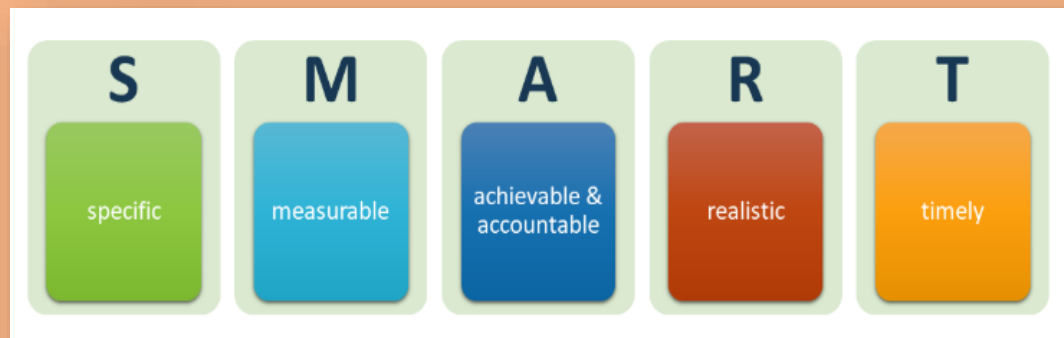 S M A R T
specific
measurable
achievable &
accountable
realistic
timely